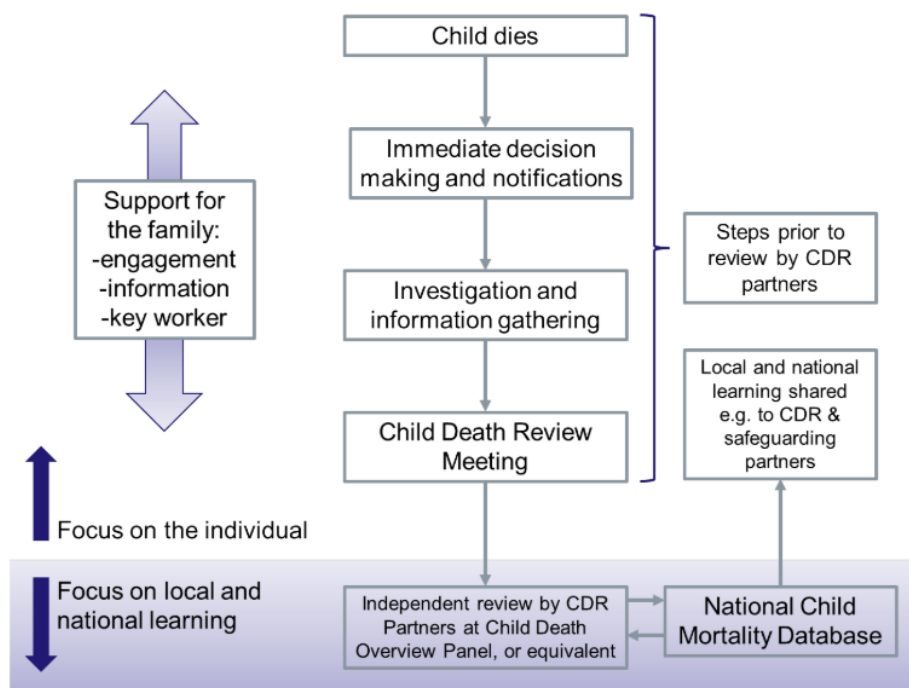 Child dies
Immediate decision
making and notifications
Support for
the family:
-engagement
-information
-key worker
Steps prior to
review by CDR
partners
Investigation and
information gathering
Local and national
learning shared
e.g. to CDR &
safeguarding
partners
Child Death Review
Meeting
Focus on the individual
Focus on local and
national learning
Independent review by CDR
Partners at Child Death
Overview Panel, or equivalent
National Child
Mortality Database